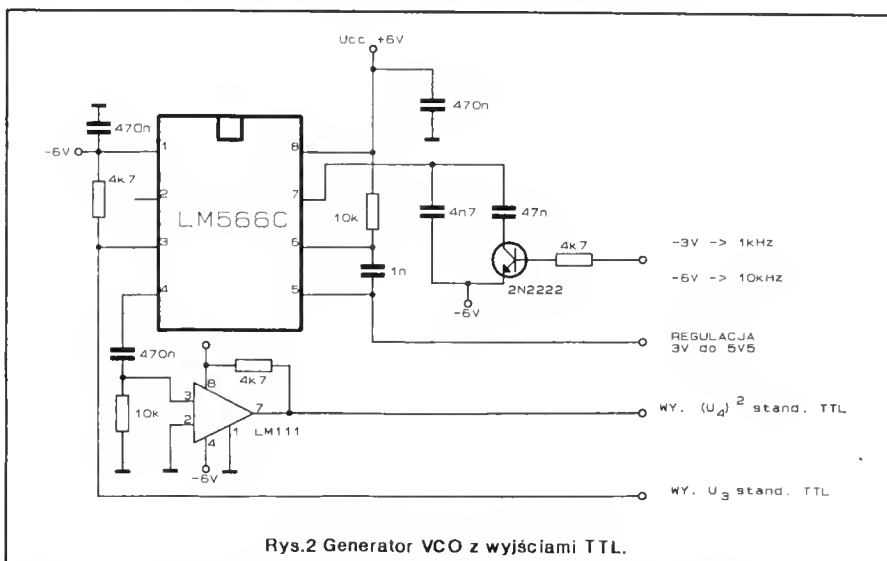 Ucc +6V
470n
470n
-6V
1
8
4k7
2
7
LM566C
10k
4n7
47n
3
6
4k7
-3V -> 1kHz
1n
2N2222
-6V -> 10kHz
4
5
-6V
REGULACJA
3V do 5V5
470n
8
4k7
3
7
10k
2
WY. (U4)2 stand. TTL
1
LM111
4
-6V
WY. U3 stand. TTL
Rys.2 Generator VCO z wyjściami TTL.